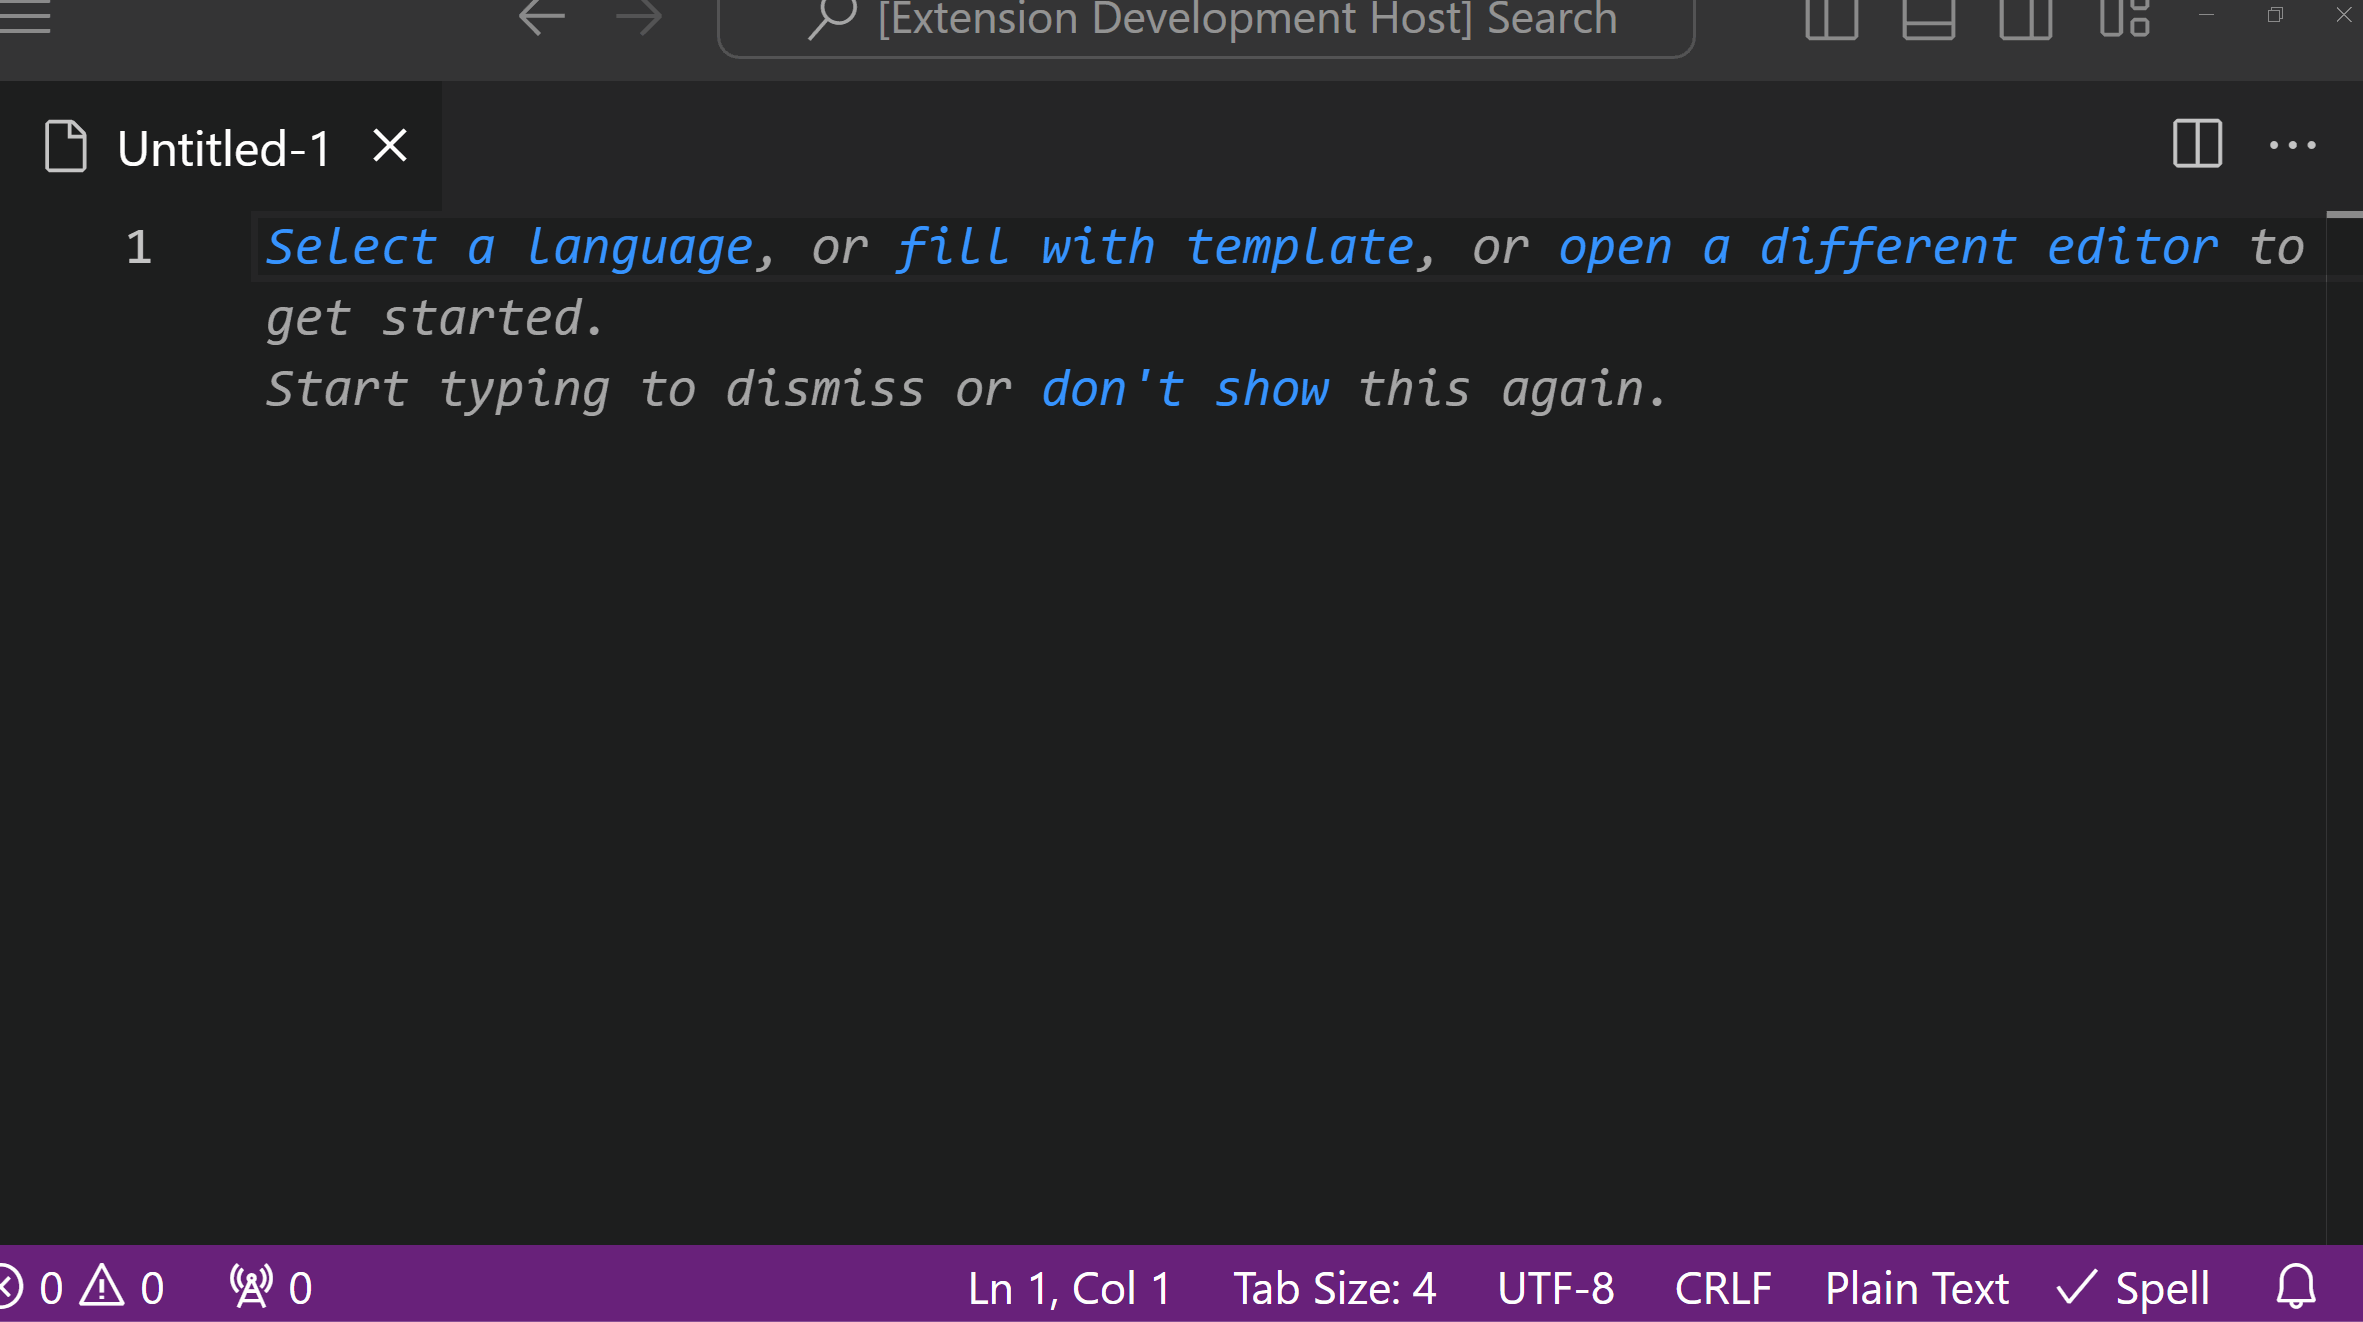 [Extension Development Host] Search
Untitled-1
1
Select a language, or fill with template, or open a different editor to
get started.
Start typing to dismiss or don't show this again.
0 0 0 Ln 1, Col 1 Tab Size: 4 UTF-8 CRLF Plain Text Spell